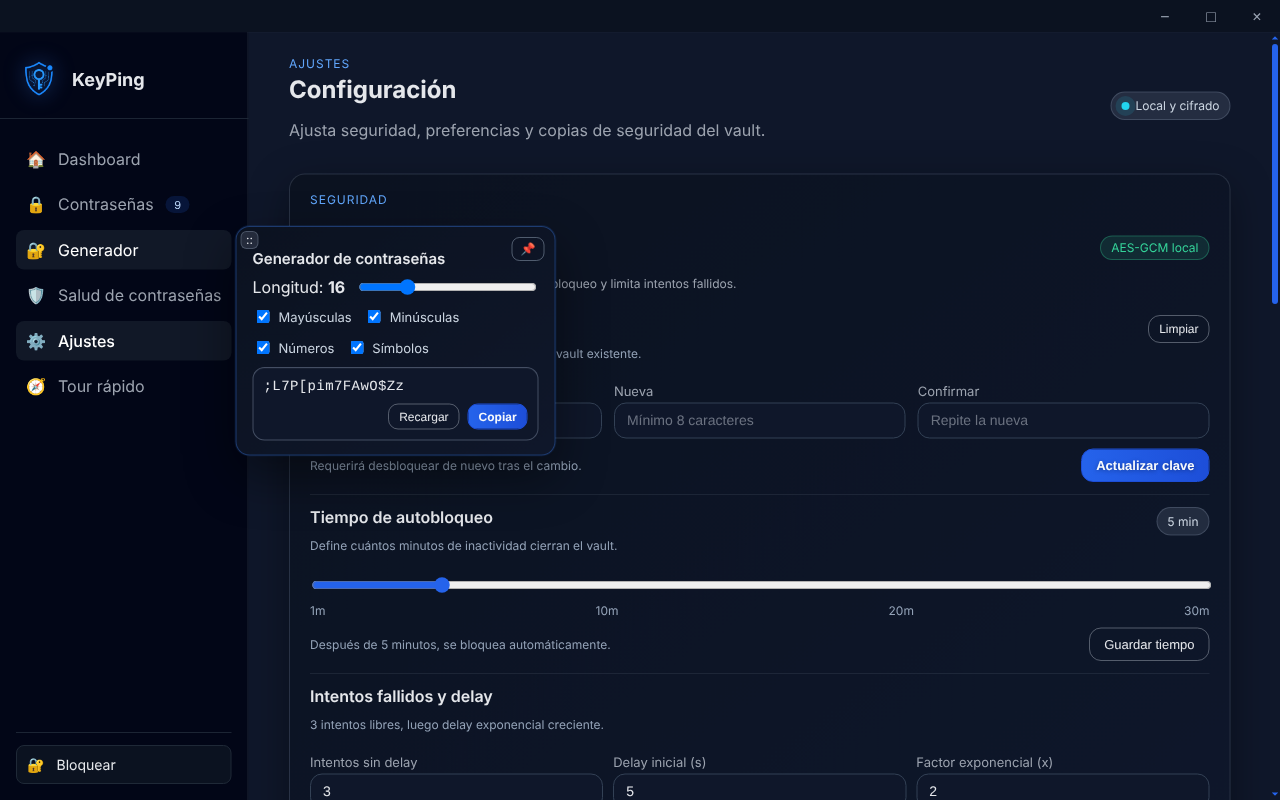 KeyPing
Dashboard
Contraseñas 9
Generador
Salud de contraseñas
Ajustes
Tour rápido
Bloquear
AJUSTES
Configuración
Ajusta seguridad, preferencias y copias de seguridad del vault.
Local y cifrado
SEGURIDAD
AES-GCM local
bloqueo y limita intentos fallidos.
Limpiar
vault existente.
Generador de contraseñas
Longitud: 16
Mayúsculas Minúsculas
Números Símbolos
;L7P[pim7FAwO$Zz
Recargar Copiar
Nueva Confirmar
Mínimo 8 caracteres Repite la nueva
Requerirá desbloquear de nuevo tras el cambio.
Actualizar clave
Tiempo de autobloqueo
5 min
Define cuántos minutos de inactividad cierran el vault.
1m 10m 20m 30m
Después de 5 minutos, se bloquea automáticamente.
Guardar tiempo
Intentos fallidos y delay
3 intentos libres, luego delay exponencial creciente.
Intentos sin delay Delay inicial (s) Factor exponencial (x)
3 5 2